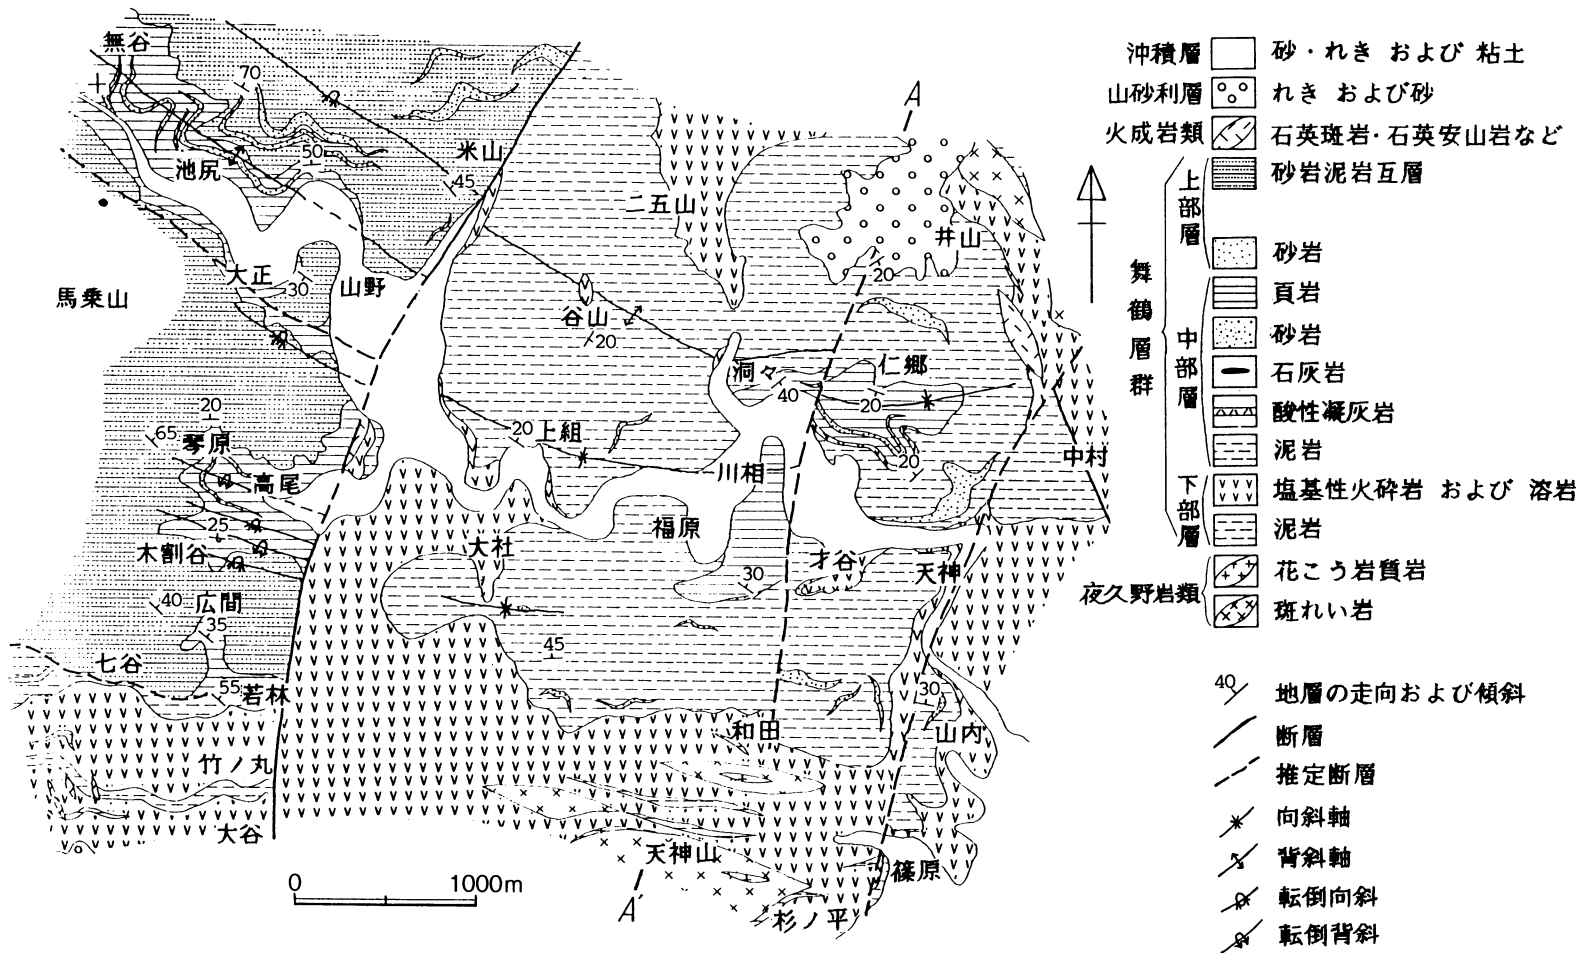 無谷
70
池尻
50
米山
45
二五山
A
井山
20
馬乗山
大正
30
山野
谷山
20
洞々
40
仁郷
20
20
65
琴原
20
上組
20
川相
中村
高尾
25
木割谷
大社
福原
30
才谷
天神
40
広間
35
45
七谷
55
若林
30
和田
山内
竹ノ丸
大谷
天神山
篠原
杉ノ平
A'
0 1000m
沖積層 砂・れき および 粘土
山砂利層 れき および砂
火成岩類 石英斑岩・石英安山岩など
舞鶴層群
上部層
砂岩泥岩互層
砂岩
中部層
頁岩
砂岩
石灰岩
酸性凝灰岩
泥岩
下部層
塩基性火砕岩 および 溶岩
泥岩
夜久野岩類
花こう岩質岩
斑れい岩
40 地層の走向および傾斜
断層
推定断層
向斜軸
背斜軸
転倒向斜
転倒背斜